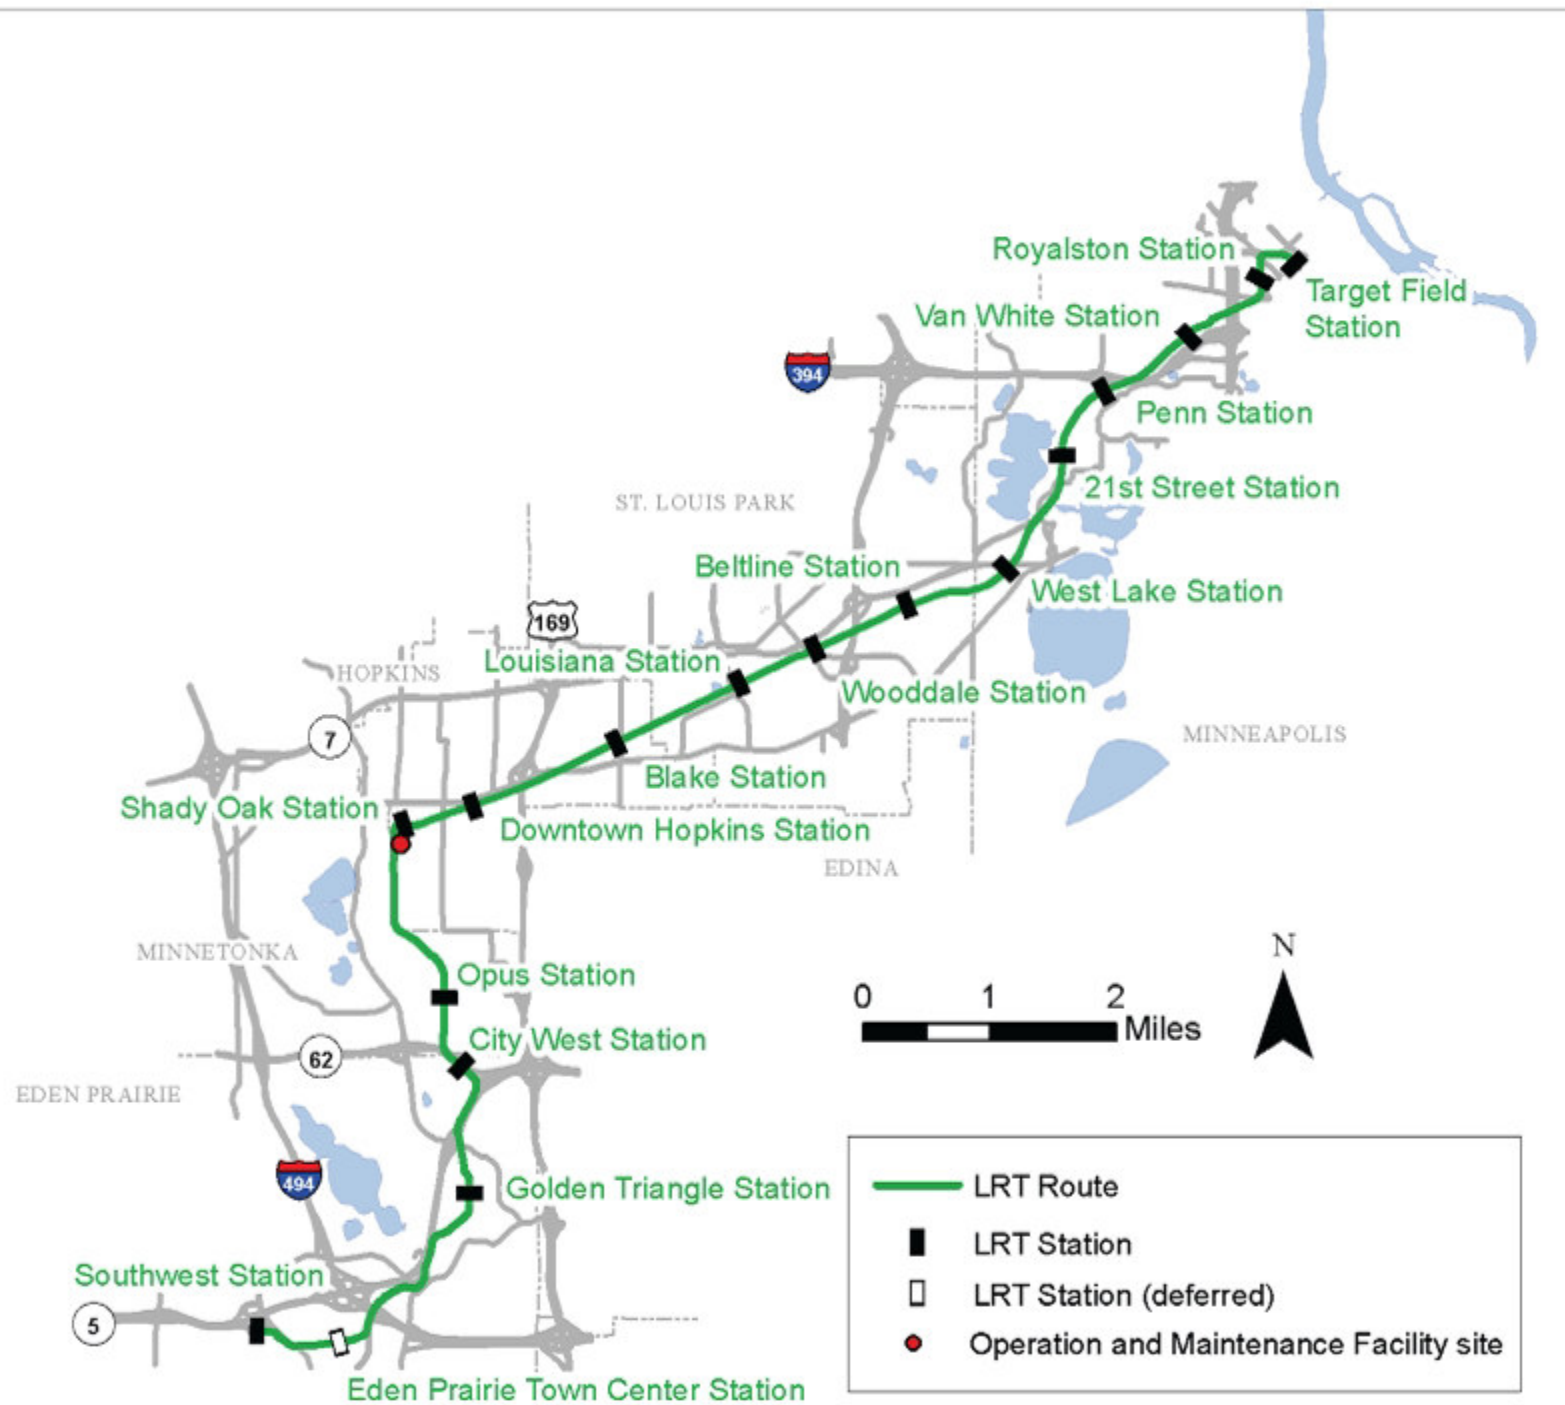 Royalston Station
Target Field
Station
Van White Station
394
Penn Station
21st Street Station
ST. LOUIS PARK
Beltline Station
West Lake Station
169
Louisiana Station
HOPKINS
Wooddale Station
7
MINNEAPOLIS
Blake Station
Shady Oak Station
Downtown Hopkins Station
EDINA
MINNETONKA
N
Opus Station
0 1 2
Miles
City West Station
62
EDEN PRAIRIE
494
Golden Triangle Station
LRT Route
LRT Station
Southwest Station
LRT Station (deferred)
5
Operation and Maintenance Facility site
Eden Prairie Town Center Station